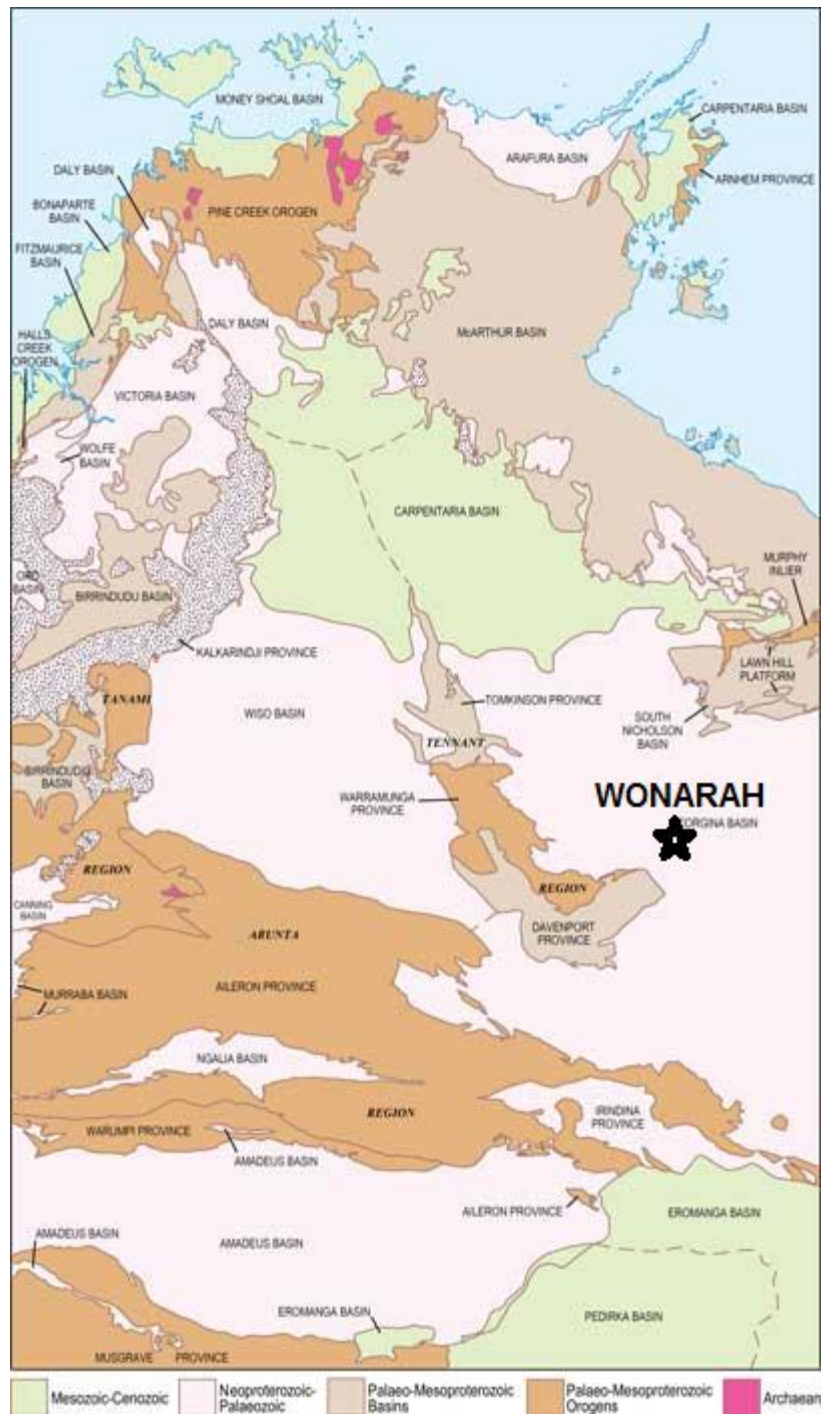 MONEY SHOAL BASIN
CARPENTARIA BASIN
ARAFURA BASIN
DALY BASIN
ARNHEM PROVINCE
BONAPARTE
BASIN
PINE CREEK OROGEN
FITZMAURICE
BASIN
HALLS
CREEK
OROGEN
DALY BASIN
McARTHUR BASIN
VICTORIA BASIN
WOLFE
BASIN
CARPENTARIA BASIN
ORD
BASIN
BIRRINDUDU BASIN
MURPHY
INLIER
KALKARINDJI PROVINCE
LAWN HILL
PLATFORM
TANAMI
WISO BASIN
TOMKINSON PROVINCE
SOUTH
NICHOLSON
BASIN
TENNANT
BIRRINDUDU
BASIN
WARRAMUNGA
PROVINCE
WONARAH
EORGINA BASIN
REGION
REGION
CANNING
BASIN
DAVENPORT
PROVINCE
ARUNTA
AILERON PROVINCE
MURRABA BASIN
NGALIA BASIN
REGION
IRINDINA
PROVINCE
WARUMPI PROVINCE
AMADEUS BASIN
AILERON PROVINCE
EROMANGA BASIN
AMADEUS BASIN
AMADEUS BASIN
EROMANGA BASIN
PEDIRKA BASIN
MUSGRAVE PROVINCE
Mesozoic-Cenozoic
Neoproterozoic-
Palaeozoic
Palaeo-Mesoproterozoic
Basins
Palaeo-Mesoproterozoic
Orogens
Archaean